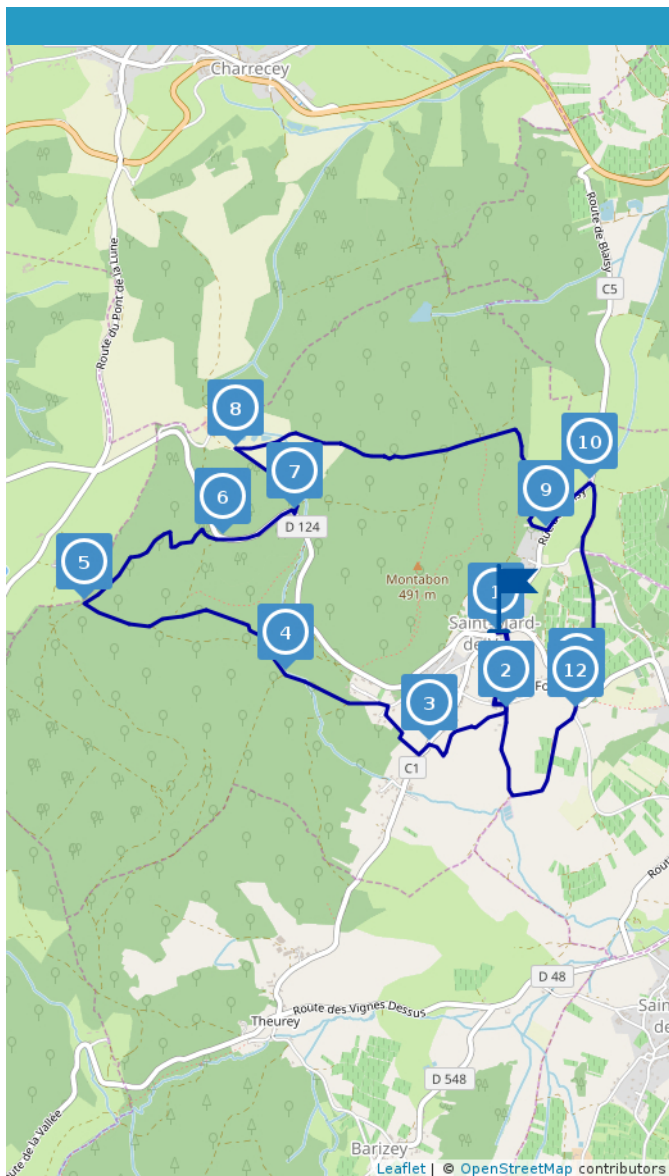 Charrecey
Route du Pont de la Lune
Route de Blaisy
C5
8
10
7
6
9
D 124
5
Montabon
491 m
1
4
2
12
3
C1
D 48
Route des Vignes Dessus
Theurey
D 548
Route de la Vallée
Barizey
Leaflet | © OpenStreetMap contributors